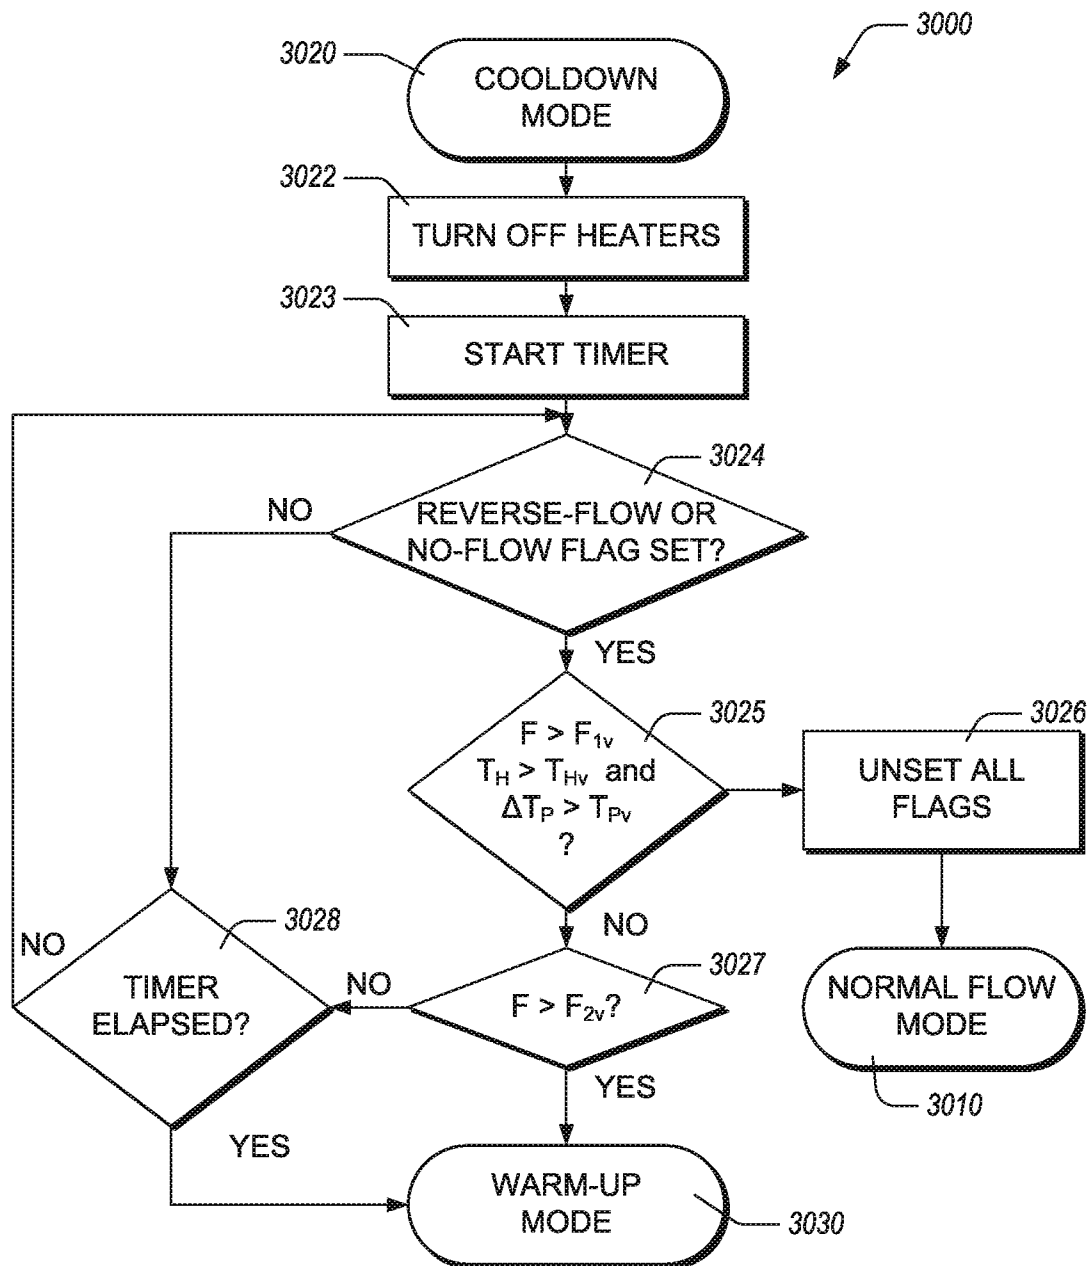 3000
3020
COOLDOWN
MODE
3022
TURN OFF HEATERS
3023
START TIMER
3024
NO
REVERSE-FLOW OR
NO-FLOW FLAG SET?
YES
3025
F > F1v
TH > THv and
ΔTP > TPv
?
3026
UNSET ALL
FLAGS
NO
3028
NO
TIMER
ELAPSED?
NO
3027
F > F2v?
NORMAL FLOW
MODE
3010
YES
YES
WARM-UP
MODE
3030